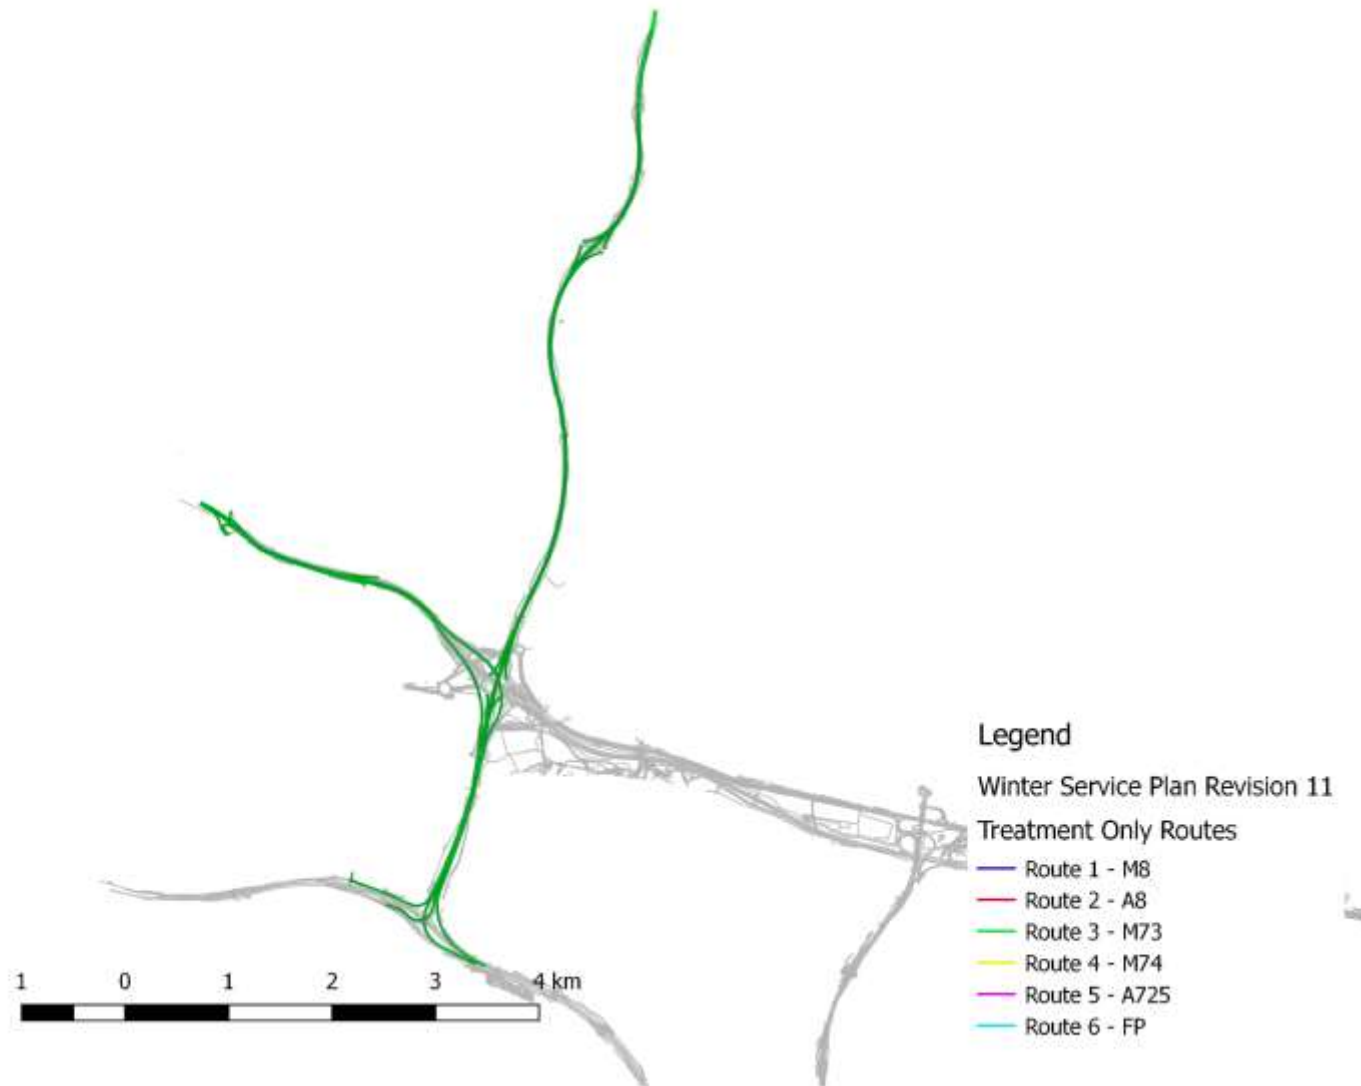 Legend
Winter Service Plan Revision 11
Treatment Only Routes
Route 1 - M8
Route 2 - A8
Route 3 - M73
Route 4 - M74
Route 5 - A725
Route 6 - FP
1 0 1 2 3 4 km